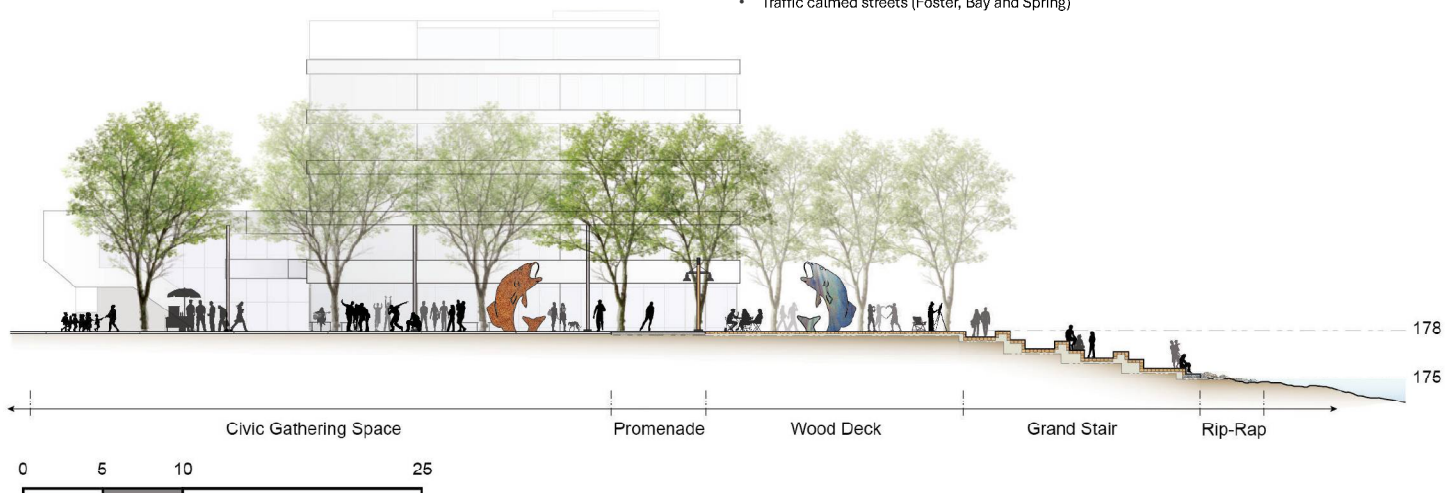 • Traffic calmed streets (Foster, Bay and Spring)
178
175
Civic Gathering Space Promenade Wood Deck Grand Stair Rip-Rap
0 5 10 25